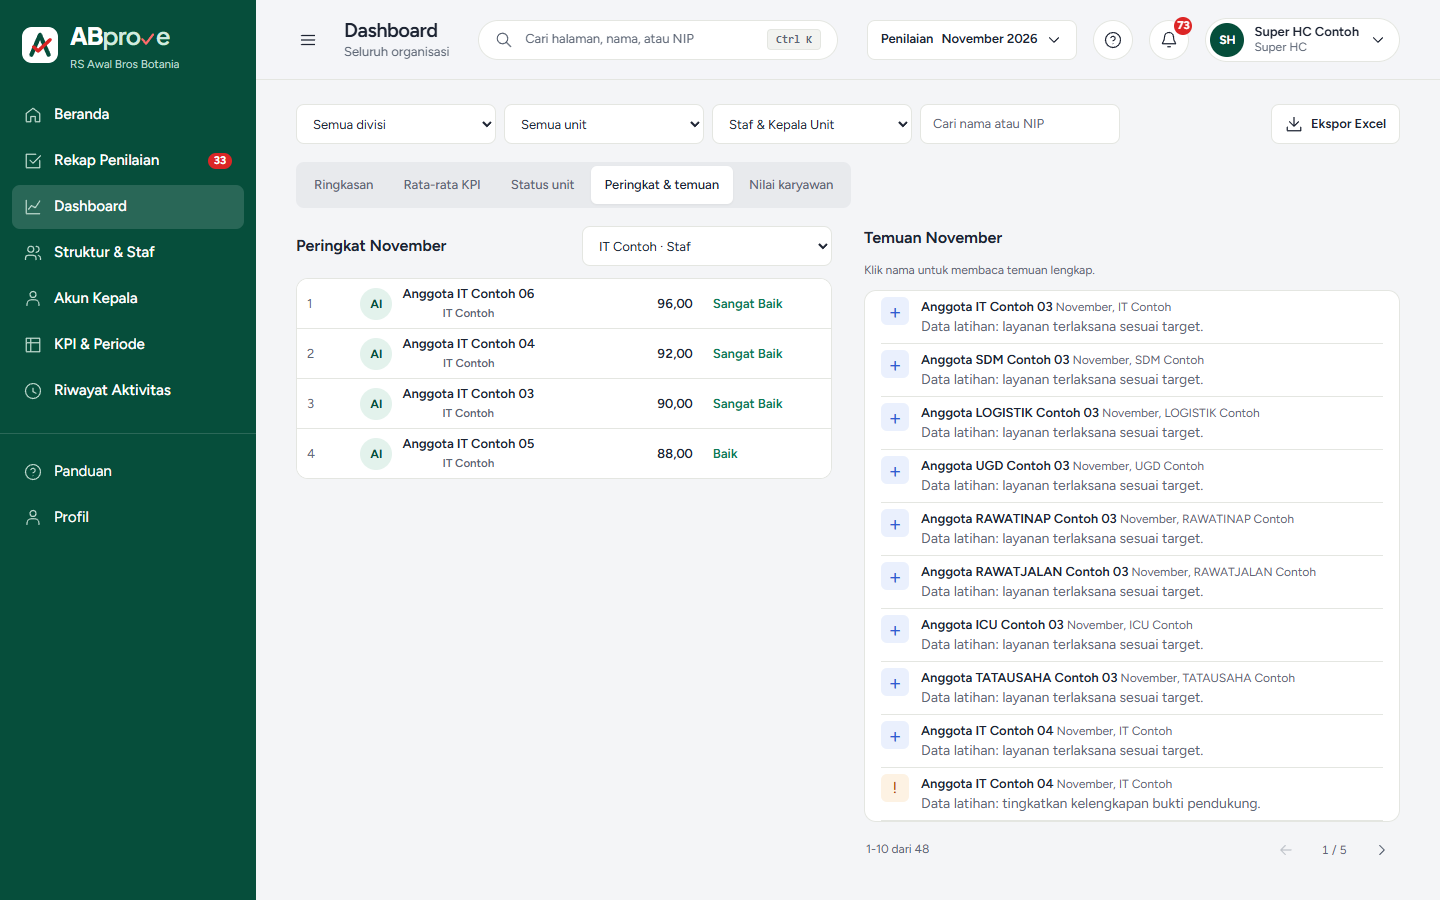 ABprove
RS Awal Bros Botania
Beranda
Rekap Penilaian 33
Dashboard
Struktur & Staf
Akun Kepala
KPI & Periode
Riwayat Aktivitas
Panduan
Profil
Dashboard
Seluruh organisasi
Cari halaman, nama, atau NIP Ctrl K
Penilaian November 2026
73
SH
Super HC Contoh
Super HC
Semua divisi
Semua unit
Staf & Kepala Unit
Cari nama atau NIP
Ekspor Excel
Ringkasan
Rata-rata KPI
Status unit
Peringkat & temuan
Nilai karyawan
Peringkat November
IT Contoh · Staf
1 AI Anggota IT Contoh 06 96,00 Sangat Baik
IT Contoh
2 AI Anggota IT Contoh 04 92,00 Sangat Baik
IT Contoh
3 AI Anggota IT Contoh 03 90,00 Sangat Baik
IT Contoh
4 AI Anggota IT Contoh 05 88,00 Baik
IT Contoh
Temuan November
Klik nama untuk membaca temuan lengkap.
+ Anggota IT Contoh 03 November, IT Contoh
Data latihan: layanan terlaksana sesuai target.
+ Anggota SDM Contoh 03 November, SDM Contoh
Data latihan: layanan terlaksana sesuai target.
+ Anggota LOGISTIK Contoh 03 November, LOGISTIK Contoh
Data latihan: layanan terlaksana sesuai target.
+ Anggota UGD Contoh 03 November, UGD Contoh
Data latihan: layanan terlaksana sesuai target.
+ Anggota RAWATINAP Contoh 03 November, RAWATINAP Contoh
Data latihan: layanan terlaksana sesuai target.
+ Anggota RAWATJALAN Contoh 03 November, RAWATJALAN Contoh
Data latihan: layanan terlaksana sesuai target.
+ Anggota ICU Contoh 03 November, ICU Contoh
Data latihan: layanan terlaksana sesuai target.
+ Anggota TATAUSAHA Contoh 03 November, TATAUSAHA Contoh
Data latihan: layanan terlaksana sesuai target.
+ Anggota IT Contoh 04 November, IT Contoh
Data latihan: layanan terlaksana sesuai target.
! Anggota IT Contoh 04 November, IT Contoh
Data latihan: tingkatkan kelengkapan bukti pendukung.
1-10 dari 48
1 / 5